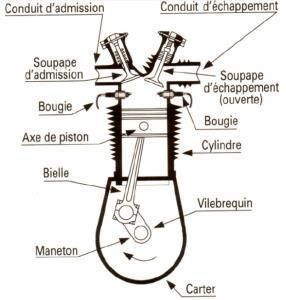 Conduit d'admission
Conduit d'échappement
Soupape
d'admission
Soupape
d'échappement
(ouverte)
Bougie
Bougie
Axe de piston
Cylindre
Bielle
Vilebrequin
Maneton
Carter